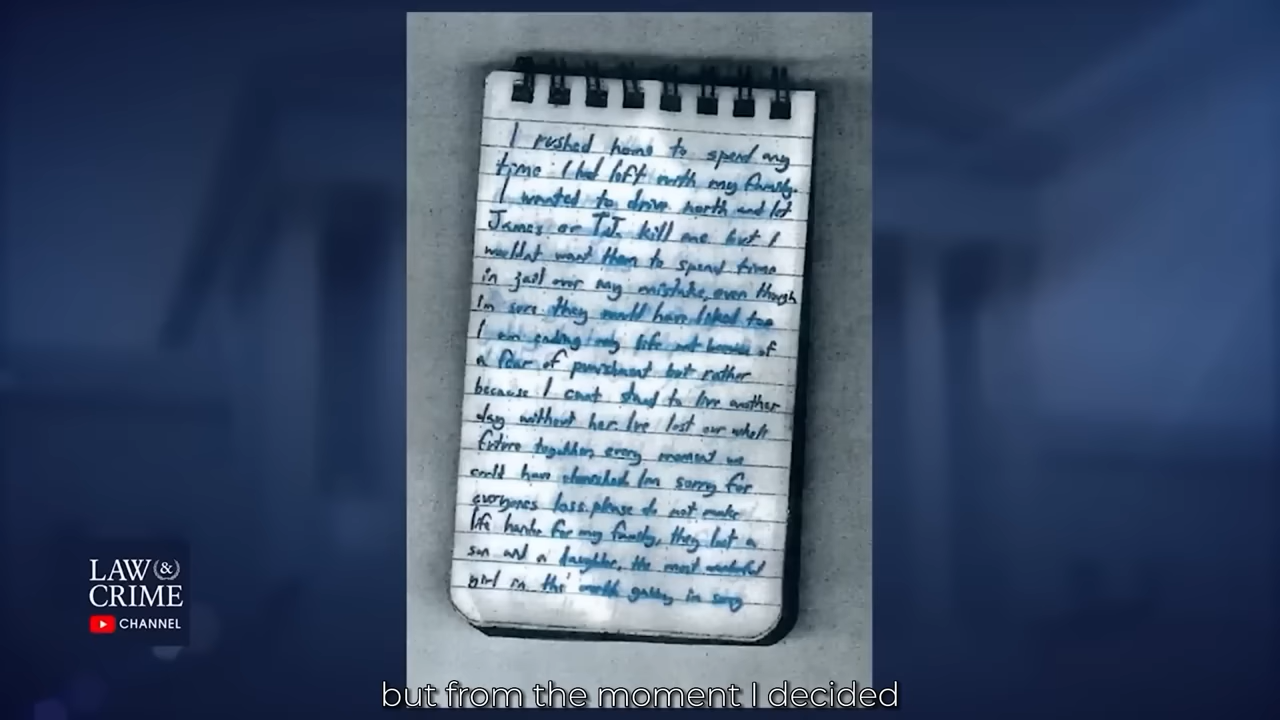 I rushed home to spend any
time I had left with my family.
I wanted to drive north and let
James or T.J. kill me but I
wouldnt want them to spend time
in jail over my mistake, even though
Im sure they would have liked too
I am ending my life not because of
a fear of punishment but rather
because I cant stand to live another
day without her. Ive lost our whole
future together, every moment we
could have cherished. Im sorry for
everyones loss. please do not make
life harder for my family, they lost a
son and a daughter, the most wonderful
girl in the world gabby, im sorry
LAW & CRIME
CHANNEL
but from the moment I decided